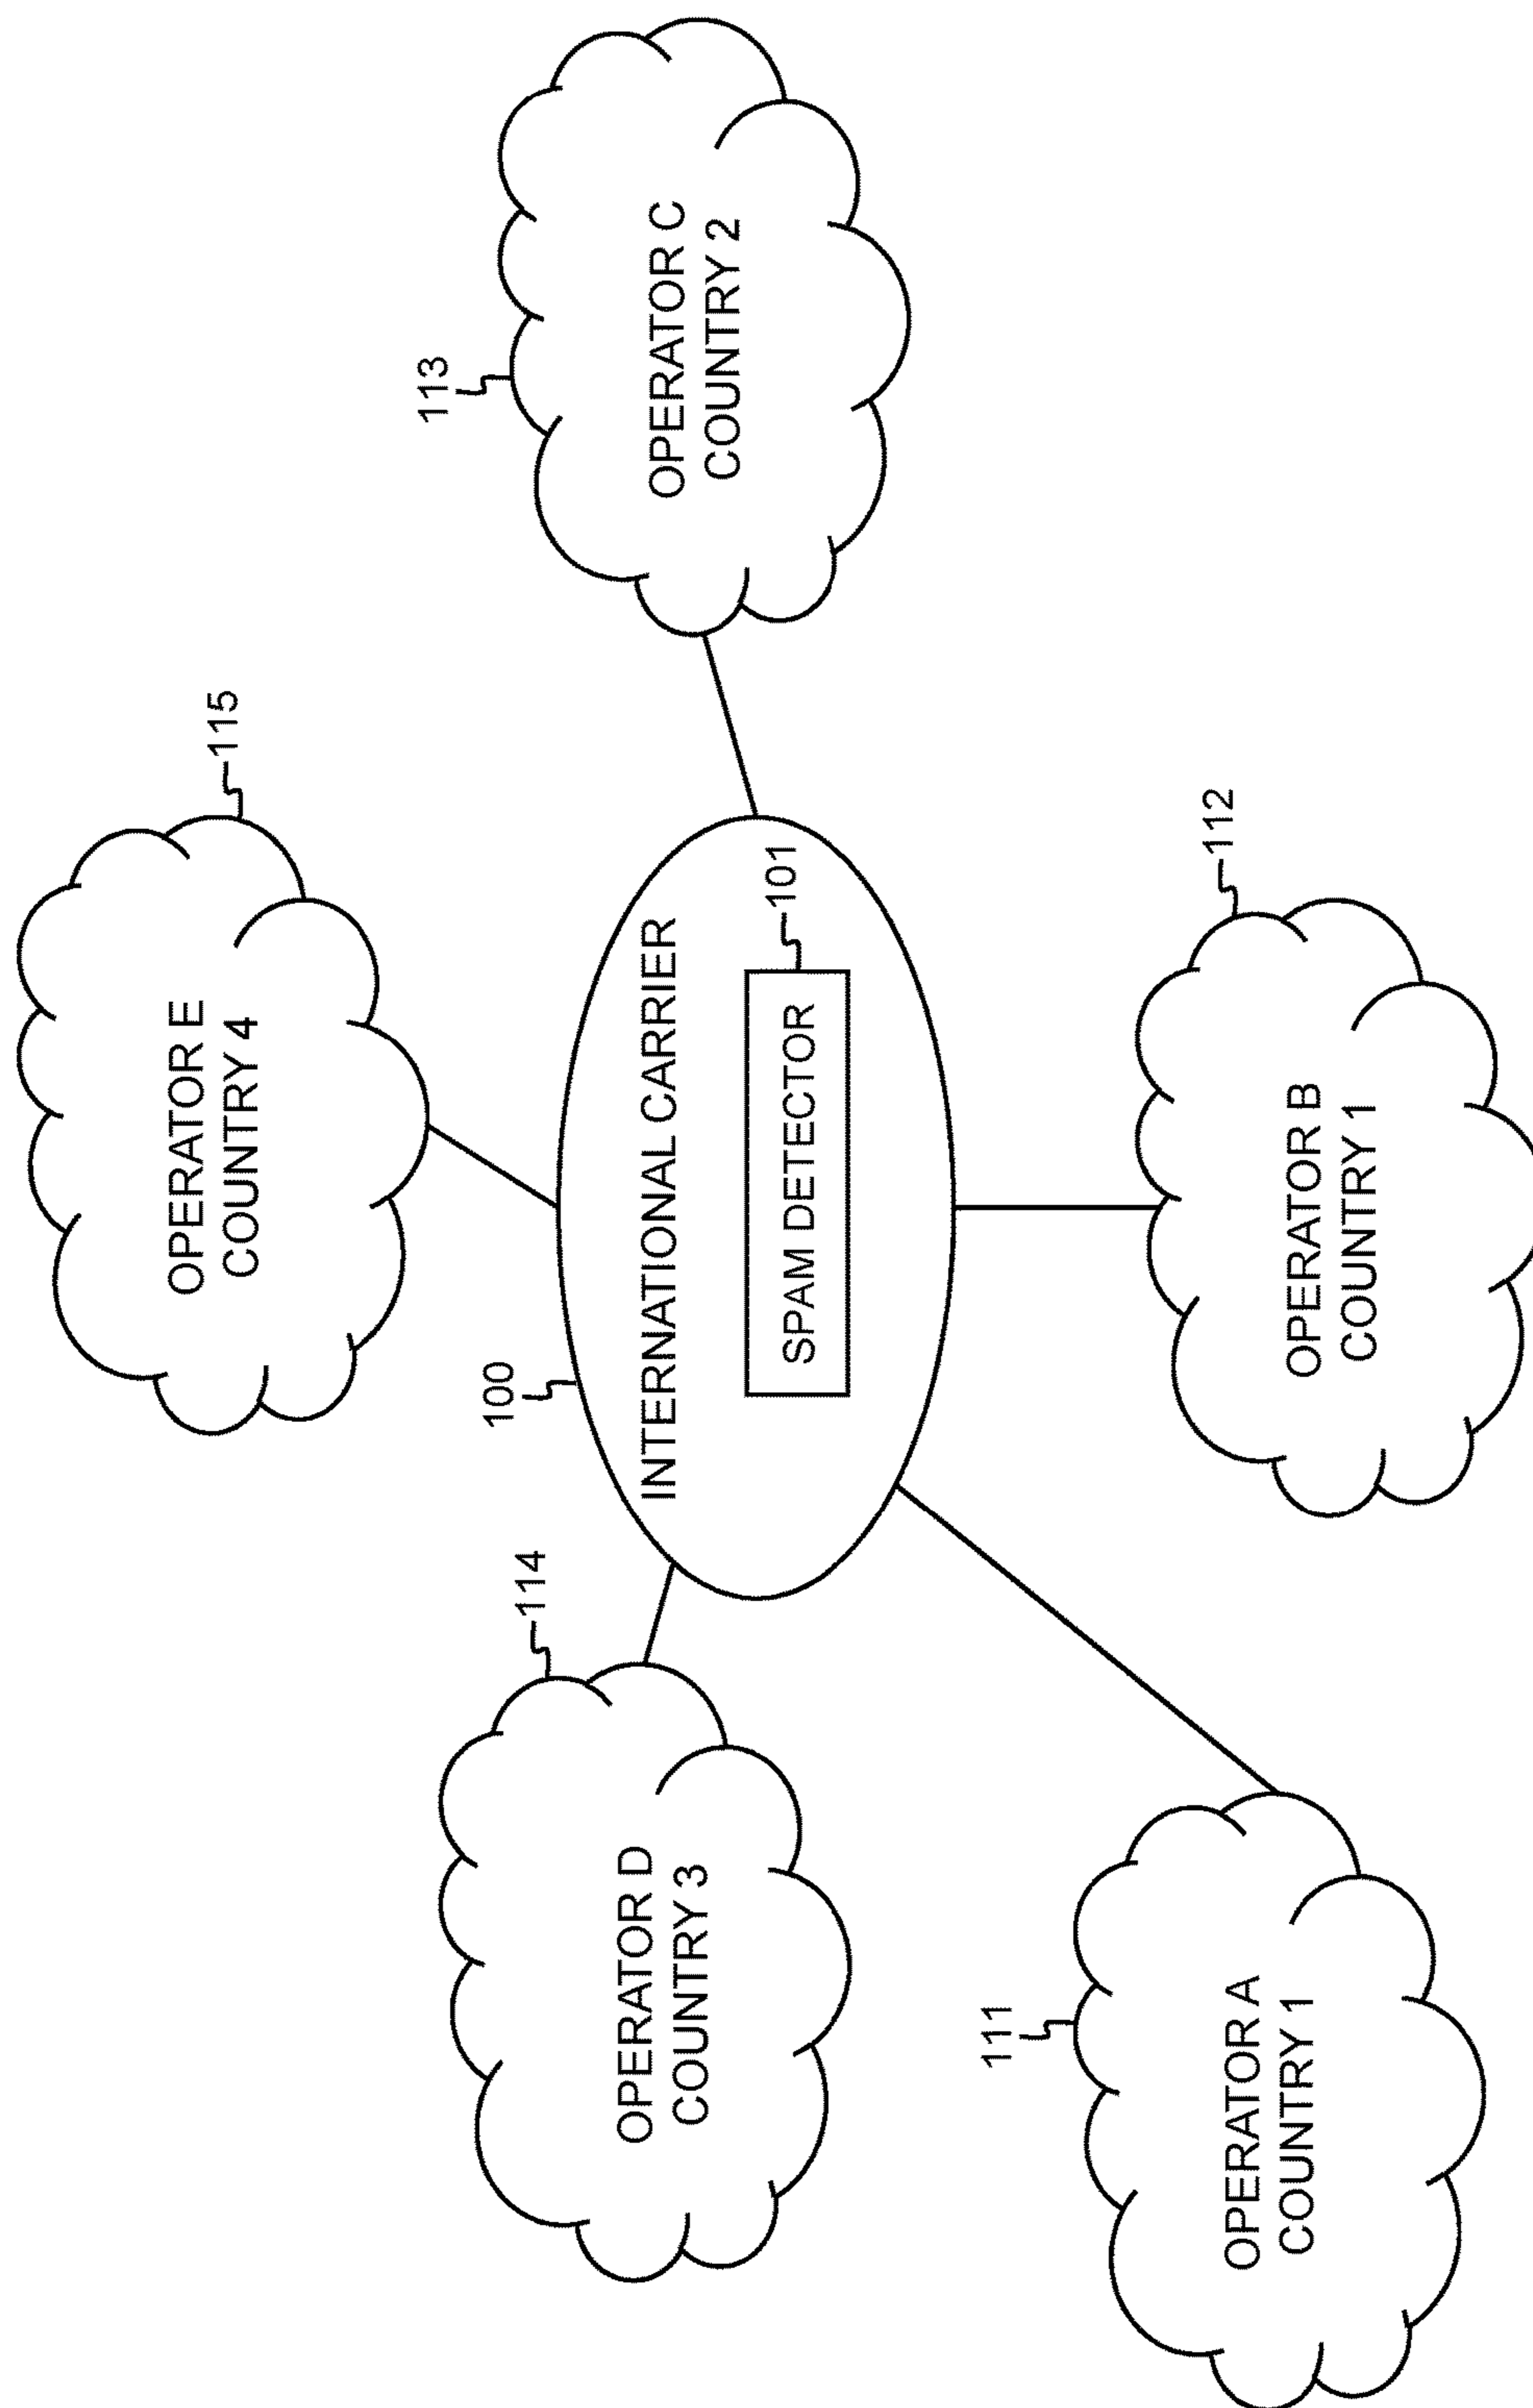 115
OPERATOR E
COUNTRY 4
113
OPERATOR C
COUNTRY 2
114
OPERATOR D
COUNTRY 3
100
INTERNATIONAL CARRIER
101
SPAM DETECTOR
111
OPERATOR A
COUNTRY 1
112
OPERATOR B
COUNTRY 1